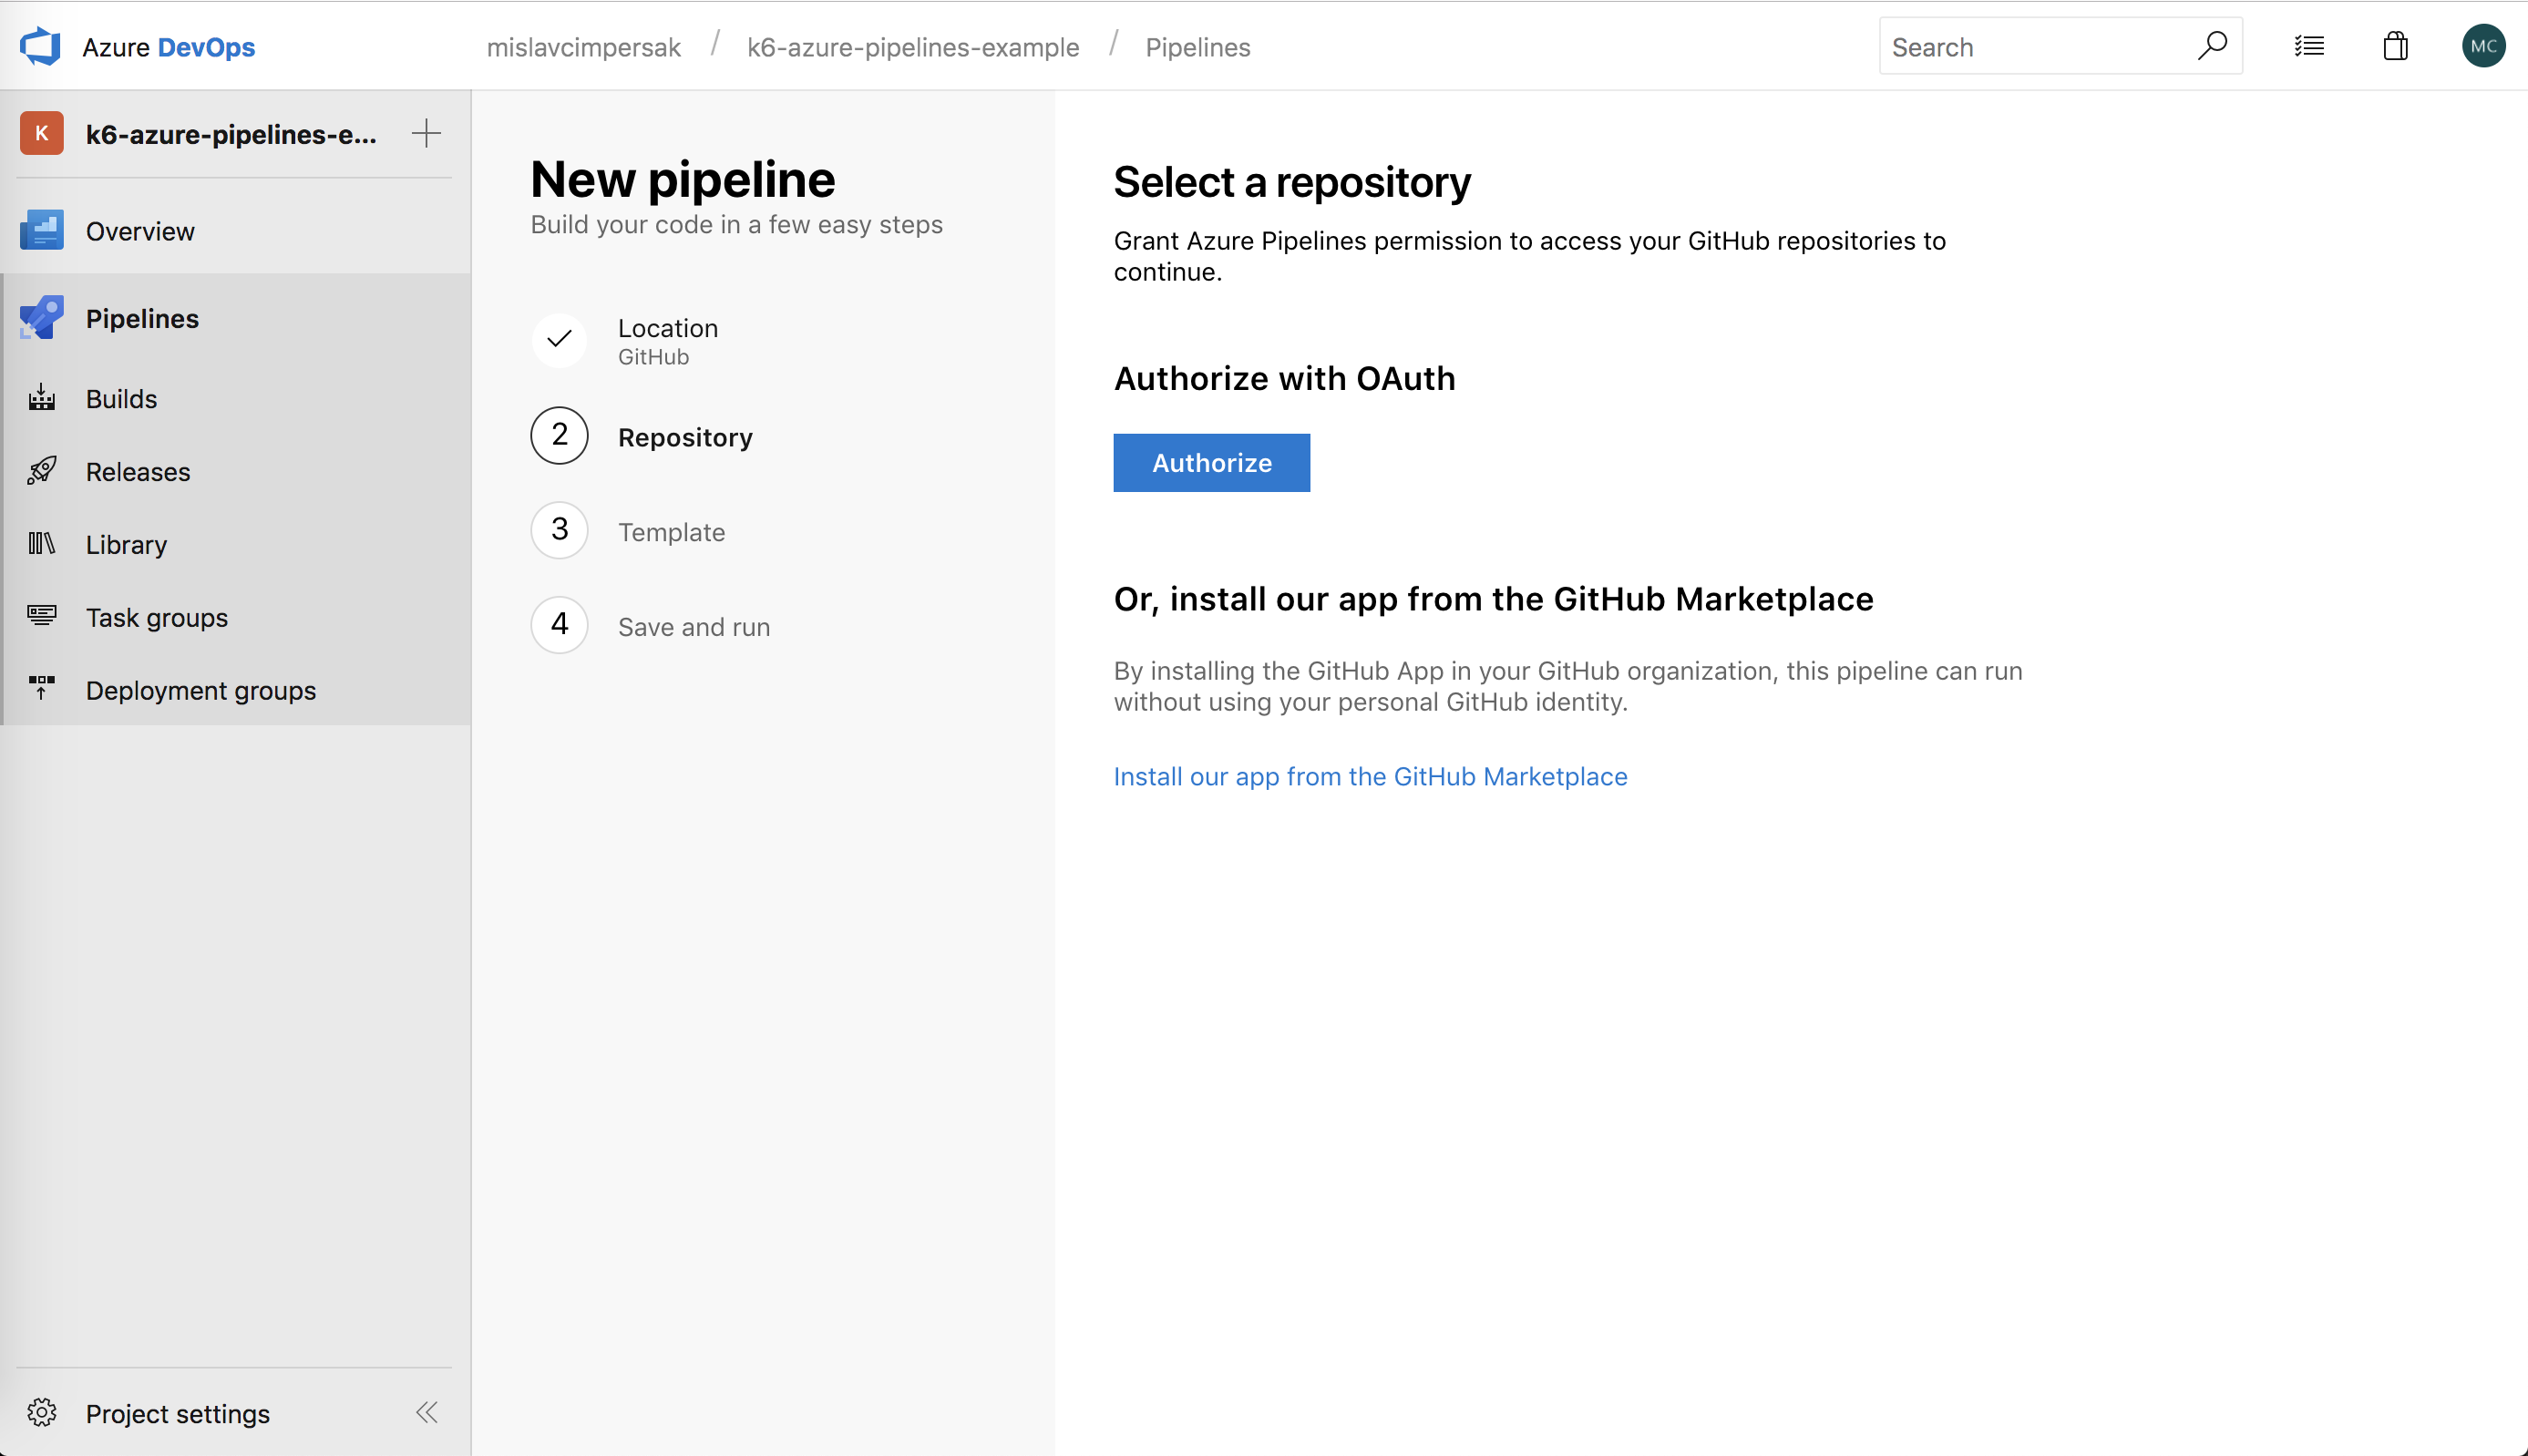 Azure DevOps
mislavcimpersak / k6-azure-pipelines-example / Pipelines
Search
MC
K
k6-azure-pipelines-e...
Overview
Pipelines
Builds
Releases
Library
Task groups
Deployment groups
Project settings
New pipeline
Build your code in a few easy steps
Location
GitHub
2 Repository
3 Template
4 Save and run
Select a repository
Grant Azure Pipelines permission to access your GitHub repositories to
continue.
Authorize with OAuth
Authorize
Or, install our app from the GitHub Marketplace
By installing the GitHub App in your GitHub organization, this pipeline can run
without using your personal GitHub identity.
Install our app from the GitHub Marketplace